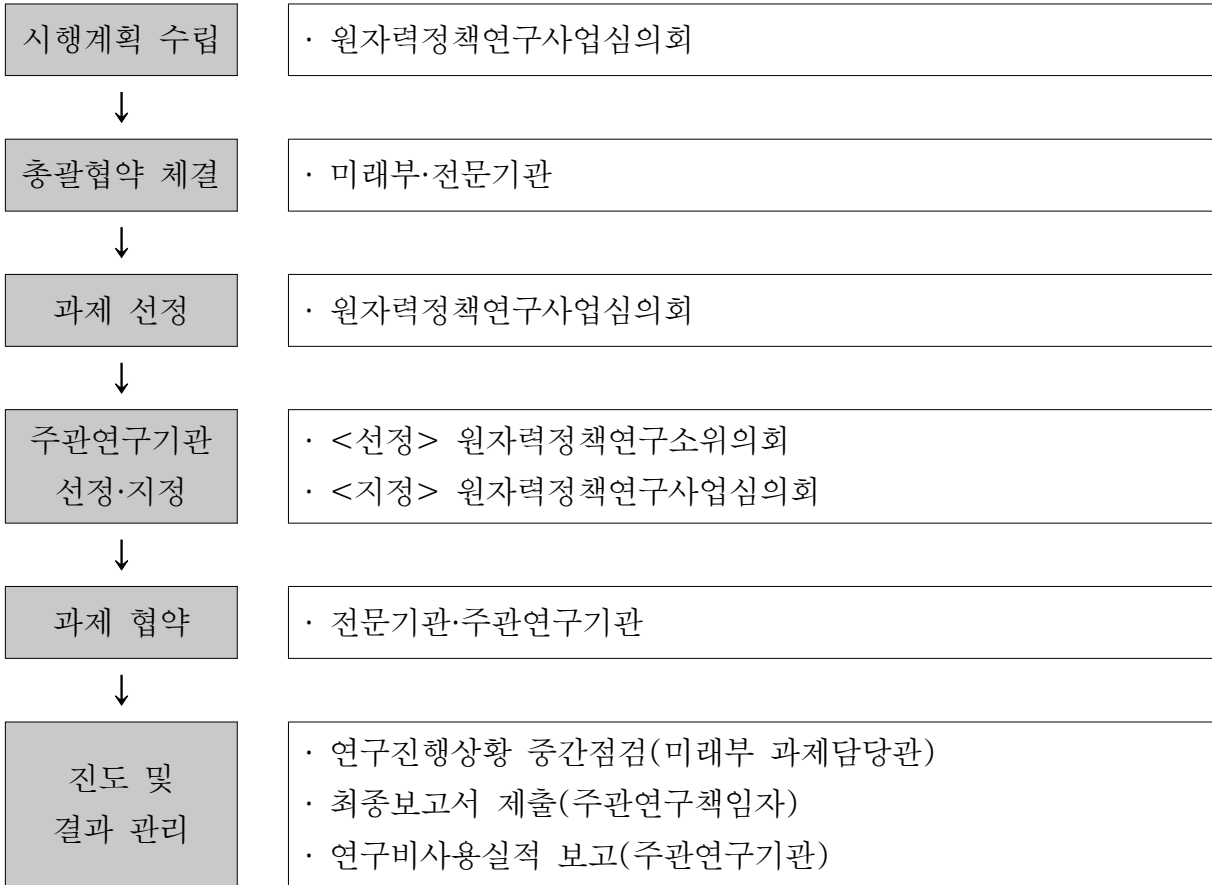 시행계획 수립
· 원자력정책연구사업심의회
↓
총괄협약 체결
· 미래부·전문기관
↓
과제 선정
· 원자력정책연구사업심의회
↓
주관연구기관
선정·지정
· <선정> 원자력정책연구소위의회
· <지정> 원자력정책연구사업심의회
↓
과제 협약
· 전문기관·주관연구기관
↓
진도 및
결과 관리
· 연구진행상황 중간점검(미래부 과제담당관)
· 최종보고서 제출(주관연구책임자)
· 연구비사용실적 보고(주관연구기관)